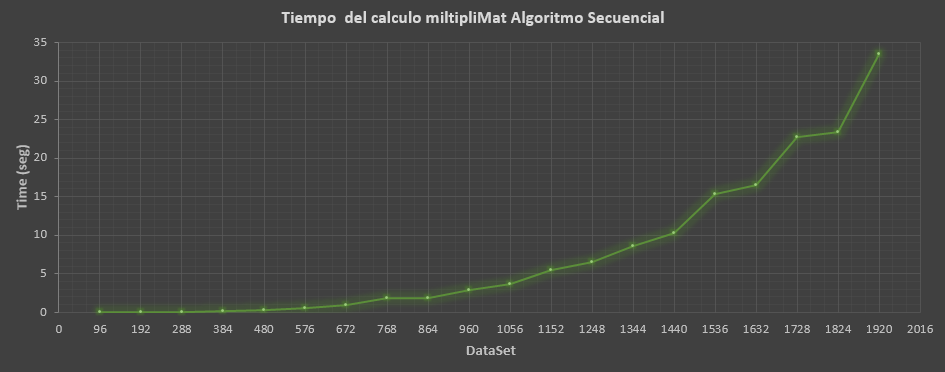 Tiempo  del calculo miltipliMat Algoritmo Secuencial
35
30
25
20
15
10
5
0
Time (seg)
0 96 192 288 384 480 576 672 768 864 960 1056 1152 1248 1344 1440 1536 1632 1728 1824 1920 2016
DataSet